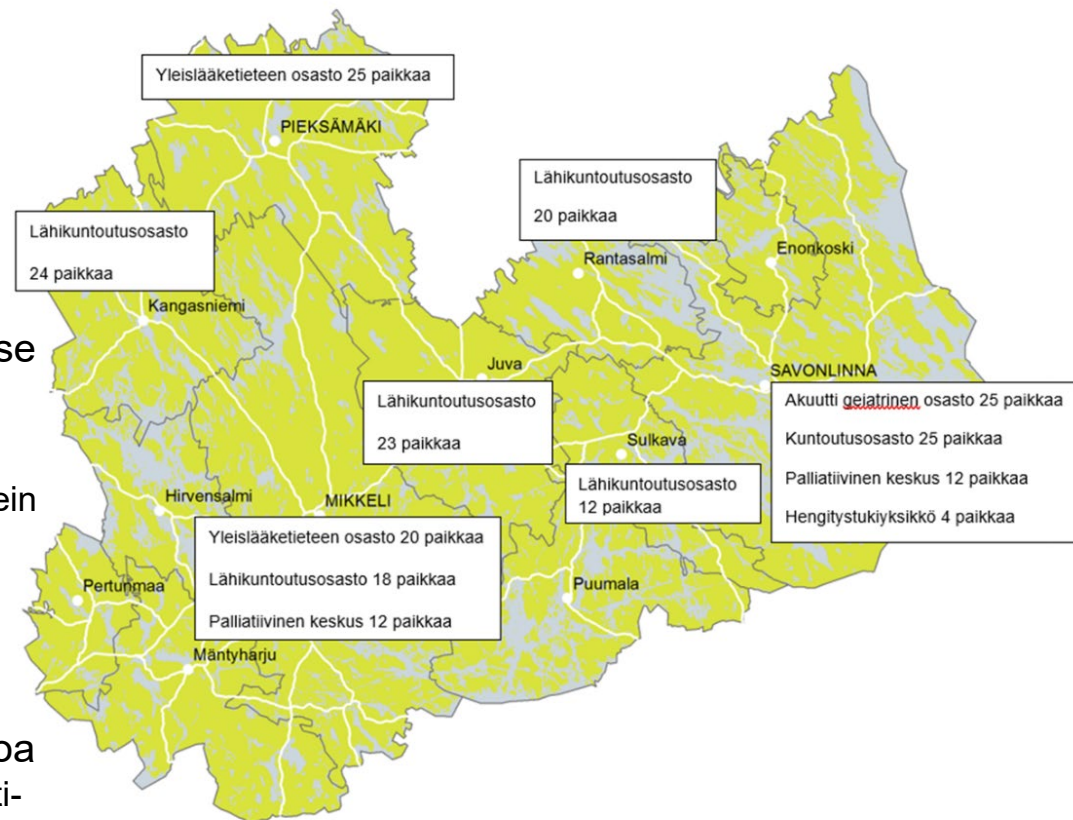 Yleislääketieteen osasto 25 paikkaa
PIEKSÄMÄKI
Lähikuntoutusosasto
20 paikkaa
Lähikuntoutusosasto
24 paikkaa
Enonkoski
Rantasalmi
Kangasniemi
se
Juva
SAVONLINNA
Lähikuntoutusosasto
23 paikkaa
Akuutti geiatrinen osasto 25 paikkaa
Kuntoutusosasto 25 paikkaa
Palliatiivinen keskus 12 paikkaa
Hengitystukiyksikkö 4 paikkaa
Sulkava
Lähikuntoutusosasto
12 paikkaa
ein
Hirvensalmi
MIKKELI
Yleislääketieteen osasto 20 paikkaa
Lähikuntoutusosasto 18 paikkaa
Palliatiivinen keskus 12 paikkaa
Pertunmaa
Puumala
Mäntyharju
oa
ti-